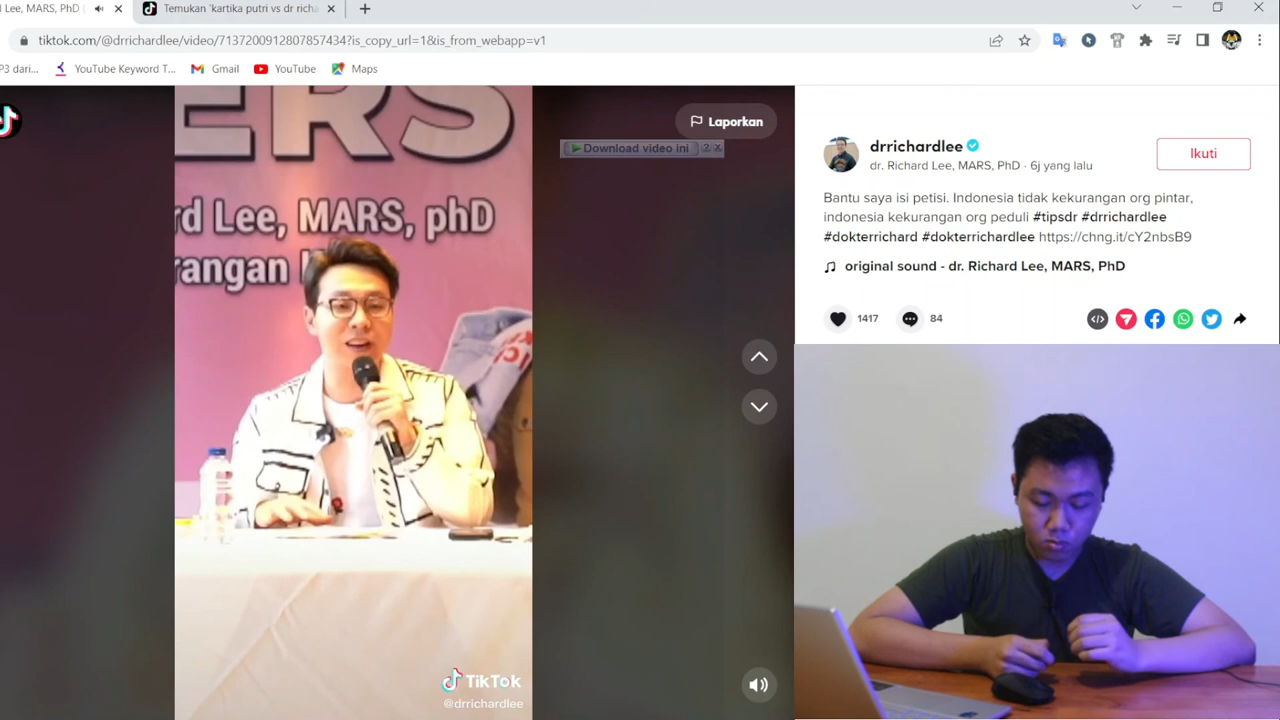 Lee, MARS, PhD
Temukan 'kartika putri vs dr richa
tiktok.com/@drrichardlee/video/7137200912807857434?is_copy_url=1&is_from_webapp=v1
P3 dari...
YouTube Keyword T...
Gmail
YouTube
Maps
ERS
rd Lee, MARS, phD
rangan
Laporkan
Download video ini
TikTok
@drrichardlee
drrichardlee
dr. Richard Lee, MARS, PhD · 6j yang lalu
Ikuti
Bantu saya isi petisi. Indonesia tidak kekurangan org pintar,
indonesia kekurangan org peduli #tipsdr #drrichardlee
#dokterrichard #dokterrichardlee https://chng.it/cY2nbsB9
original sound - dr. Richard Lee, MARS, PhD
1417
84